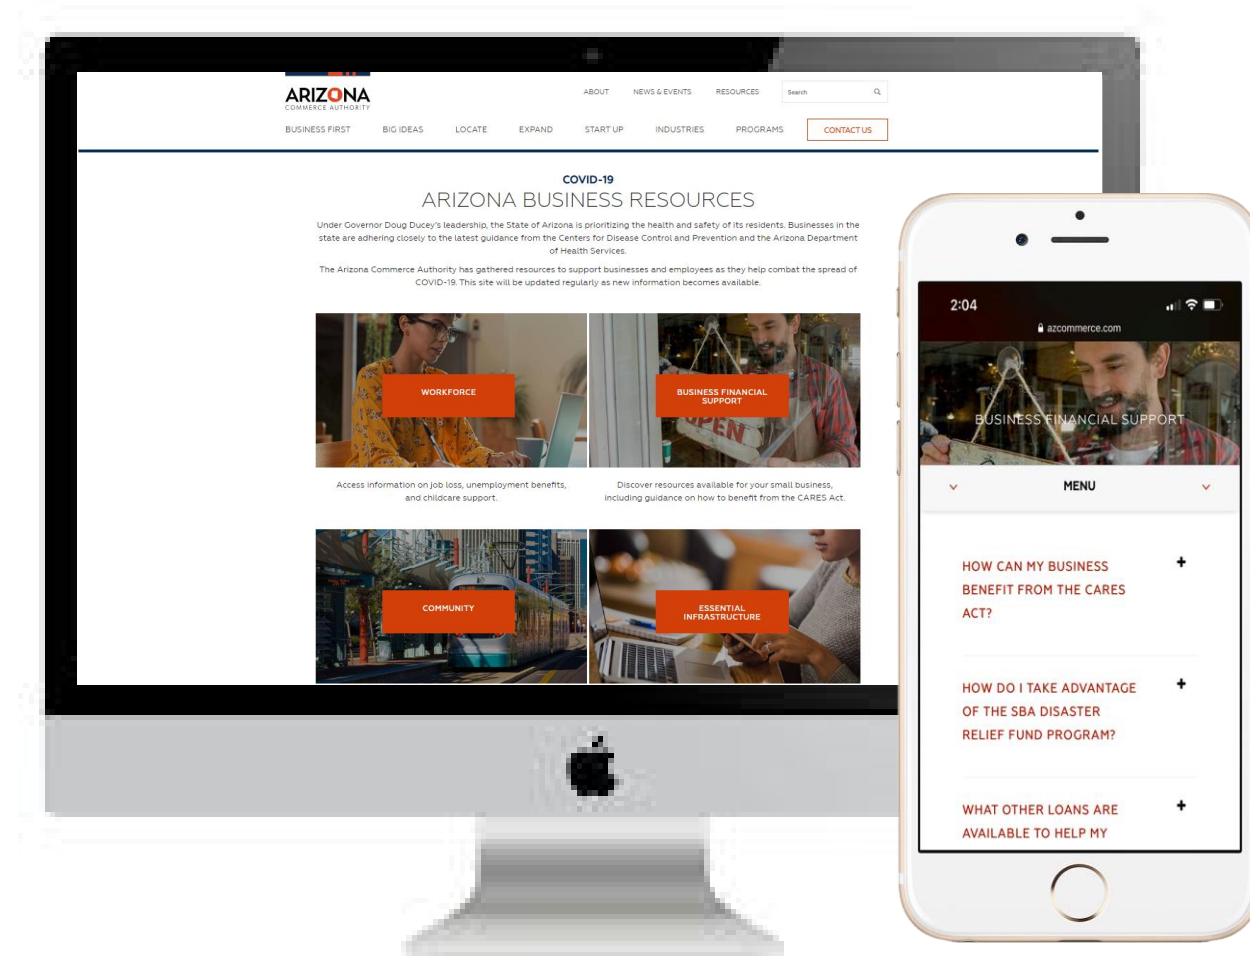 ARIZONA
COMMERCE AUTHORITY
ABOUT NEWS & EVENTS RESOURCES Search
BUSINESS FIRST BIG IDEAS LOCATE EXPAND START UP INDUSTRIES PROGRAMS CONTACT US
COVID-19
ARIZONA BUSINESS RESOURCES
Under Governor Doug Ducey's leadership, the State of Arizona is prioritizing the health and safety of its residents. Businesses in the
state are adhering closely to the latest guidance from the Centers for Disease Control and Prevention and the Arizona Department
of Health Services.
The Arizona Commerce Authority has gathered resources to support businesses and employees as they help combat the spread of
COVID-19. This site will be updated regularly as new information becomes available.
WORKFORCE
BUSINESS FINANCIAL
SUPPORT
OPEN
Access information on job loss, unemployment benefits,
and childcare support.
Discover resources available for your small business,
including guidance on how to benefit from the CARES Act.
COMMUNITY
ESSENTIAL
INFRASTRUCTURE
2:04
azcommerce.com
BUSINESS FINANCIAL SUPPORT
MENU
HOW CAN MY BUSINESS
BENEFIT FROM THE CARES
ACT?
HOW DO I TAKE ADVANTAGE
OF THE SBA DISASTER
RELIEF FUND PROGRAM?
WHAT OTHER LOANS ARE
AVAILABLE TO HELP MY